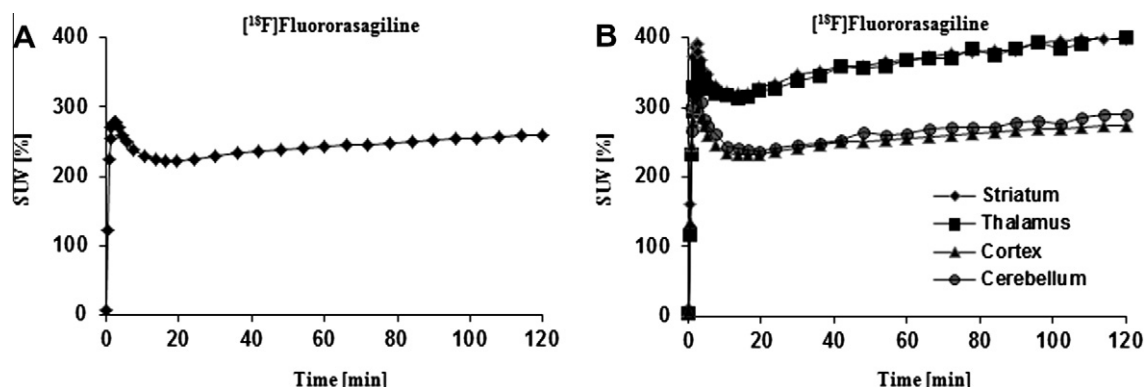 A
[¹⁸F]Fluororasagiline
400
300
200
100
0
SUV [%]
0 20 40 60 80 100 120
Time [min]
B
[¹⁸F]Fluororasagiline
400
300
200
100
0
SUV [%]
Striatum
Thalamus
Cortex
Cerebellum
0 20 40 60 80 100 120
Time [min]